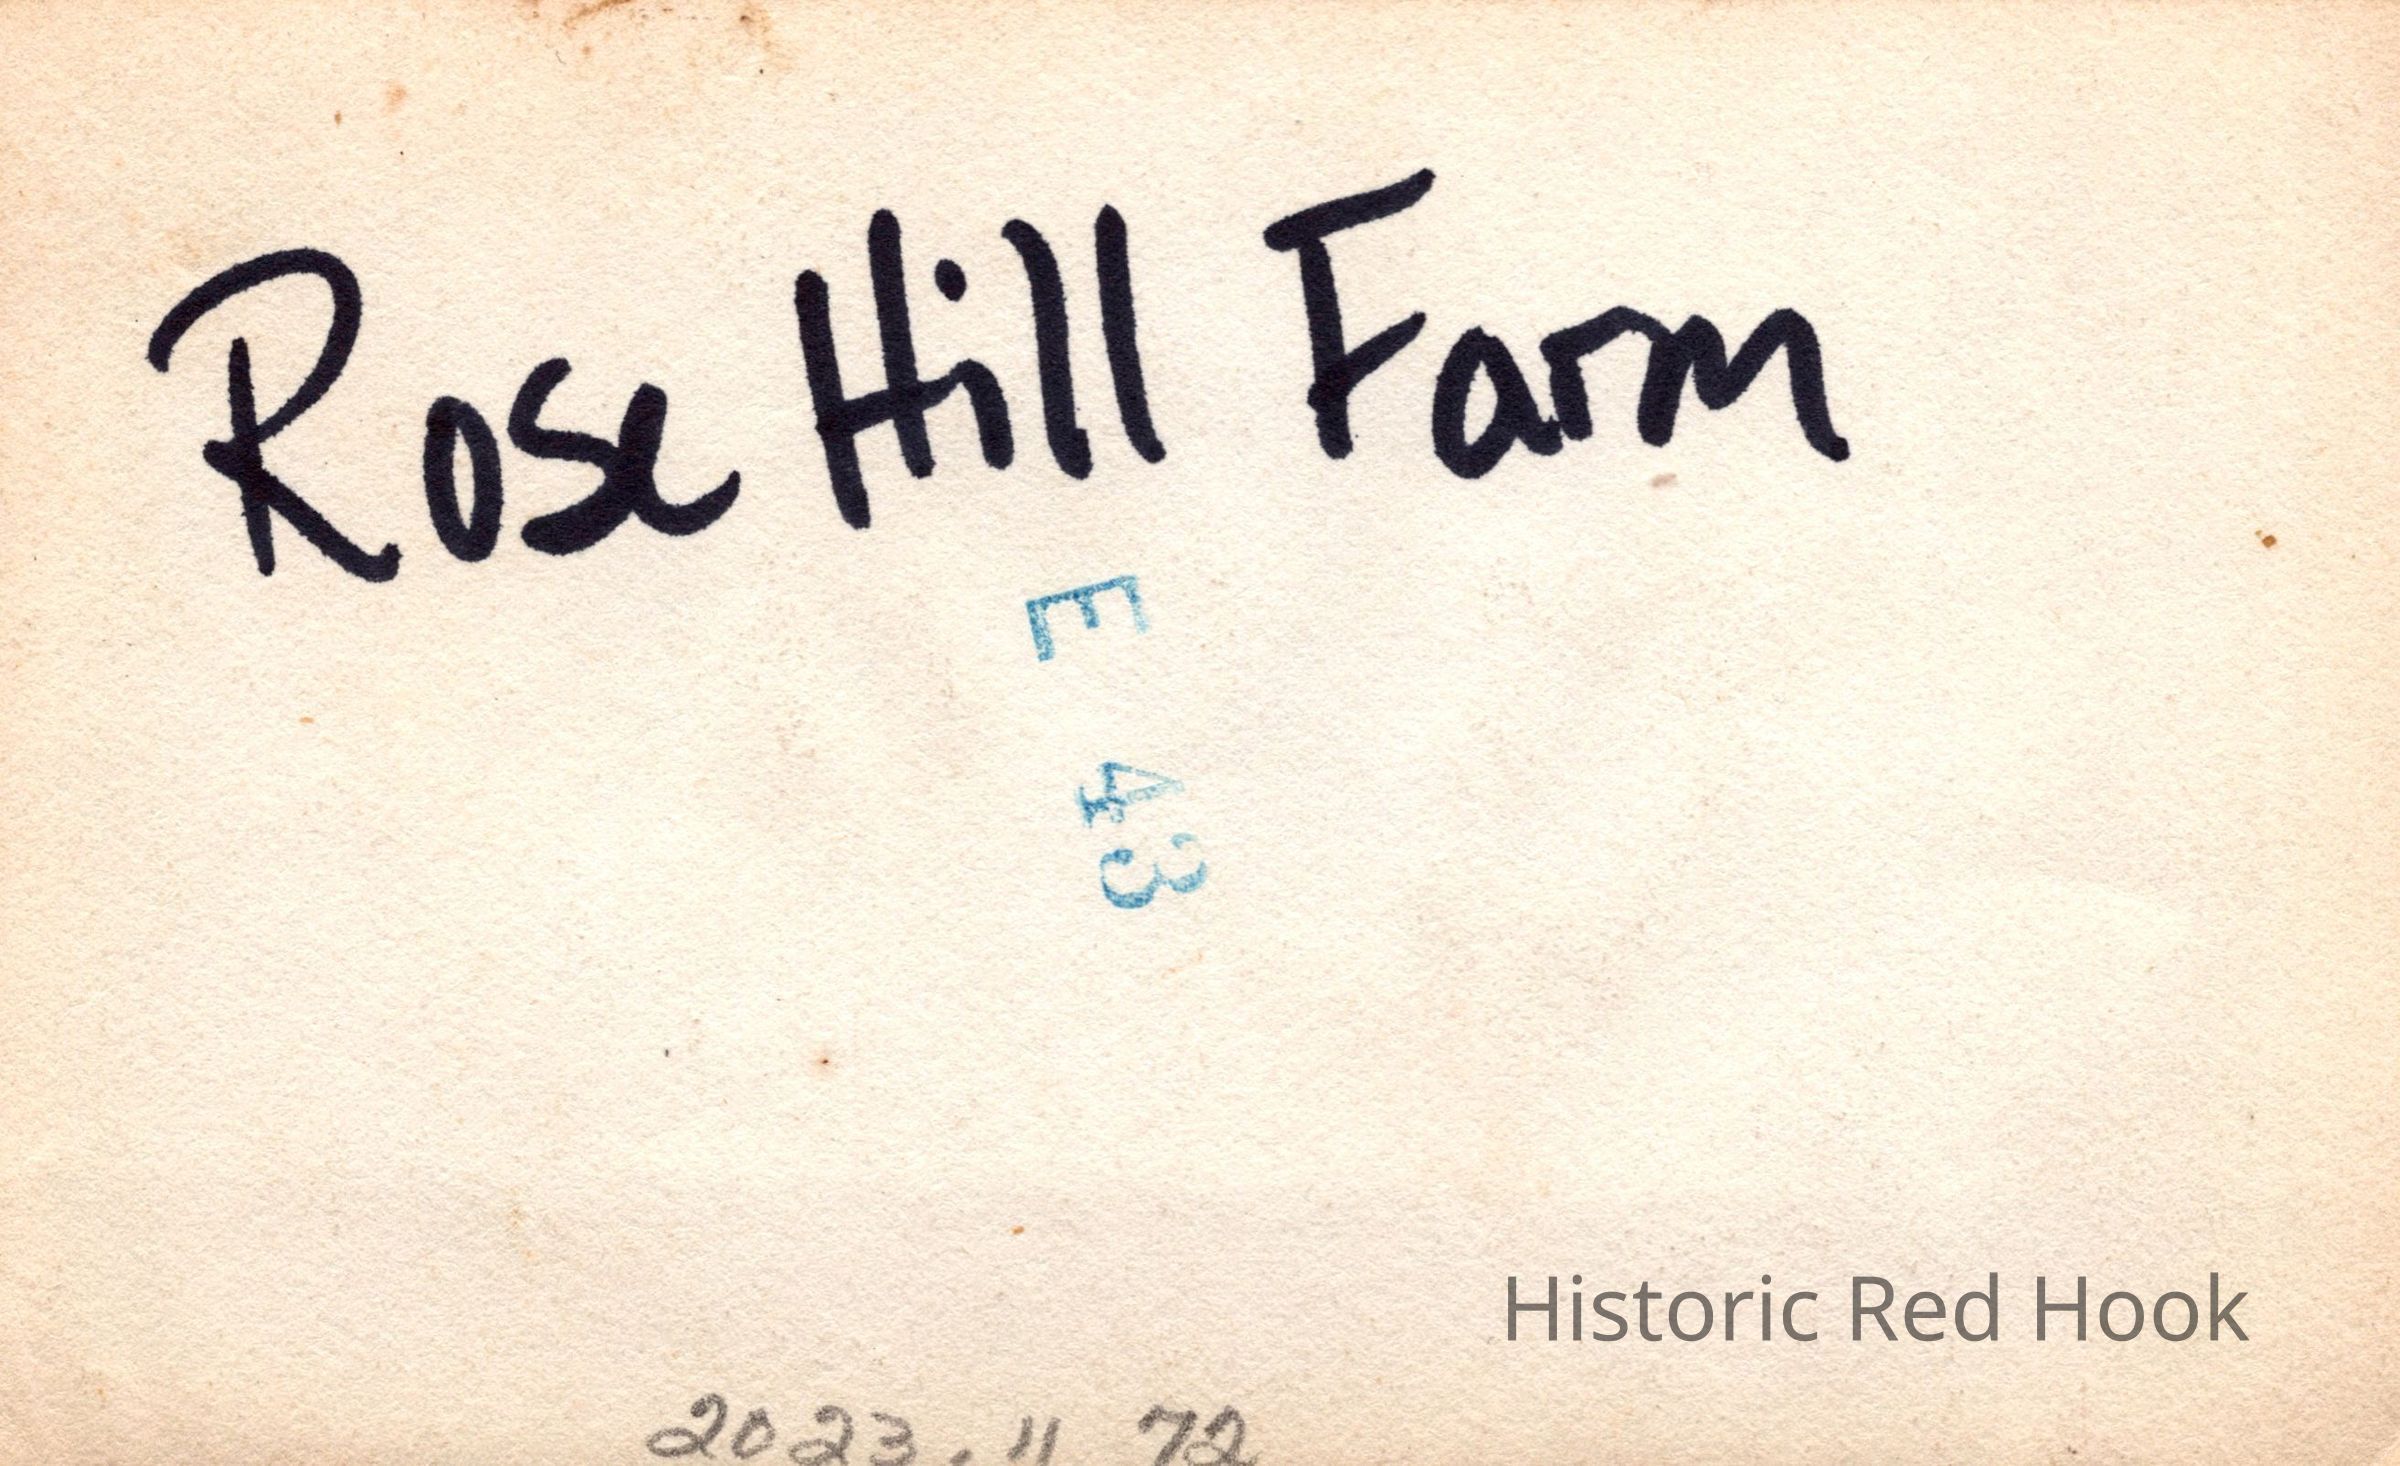 Rose Hill Farm
E 43
Historic Red Hook
2023.11 72